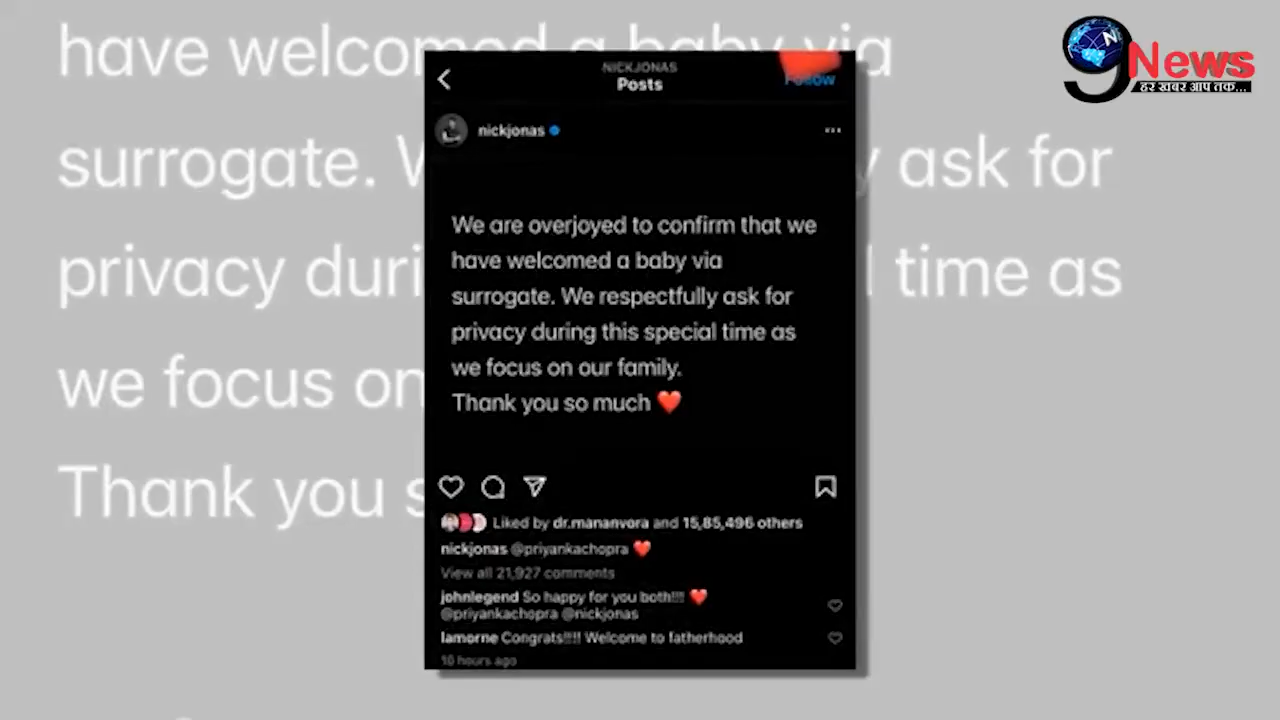 have welcomed a baby via
surrogate. W
y ask for
privacy duri
l time as
we focus on
Thank you s
9 News
N
हर खबर आप तक...
NICKJONAS
Posts
Follow
nickjonas
We are overjoyed to confirm that we
have welcomed a baby via
surrogate. We respectfully ask for
privacy during this special time as
we focus on our family.
Thank you so much ❤️
Liked by dr.mananvora and 15,85,496 others
nickjonas @priyankachopra ❤️
View all 21,927 comments
johnlegend So happy for you both!!! ❤️
@priyankachopra @nickjonas
lamorne Congrats!!!! Welcome to fatherhood
10 hours ago